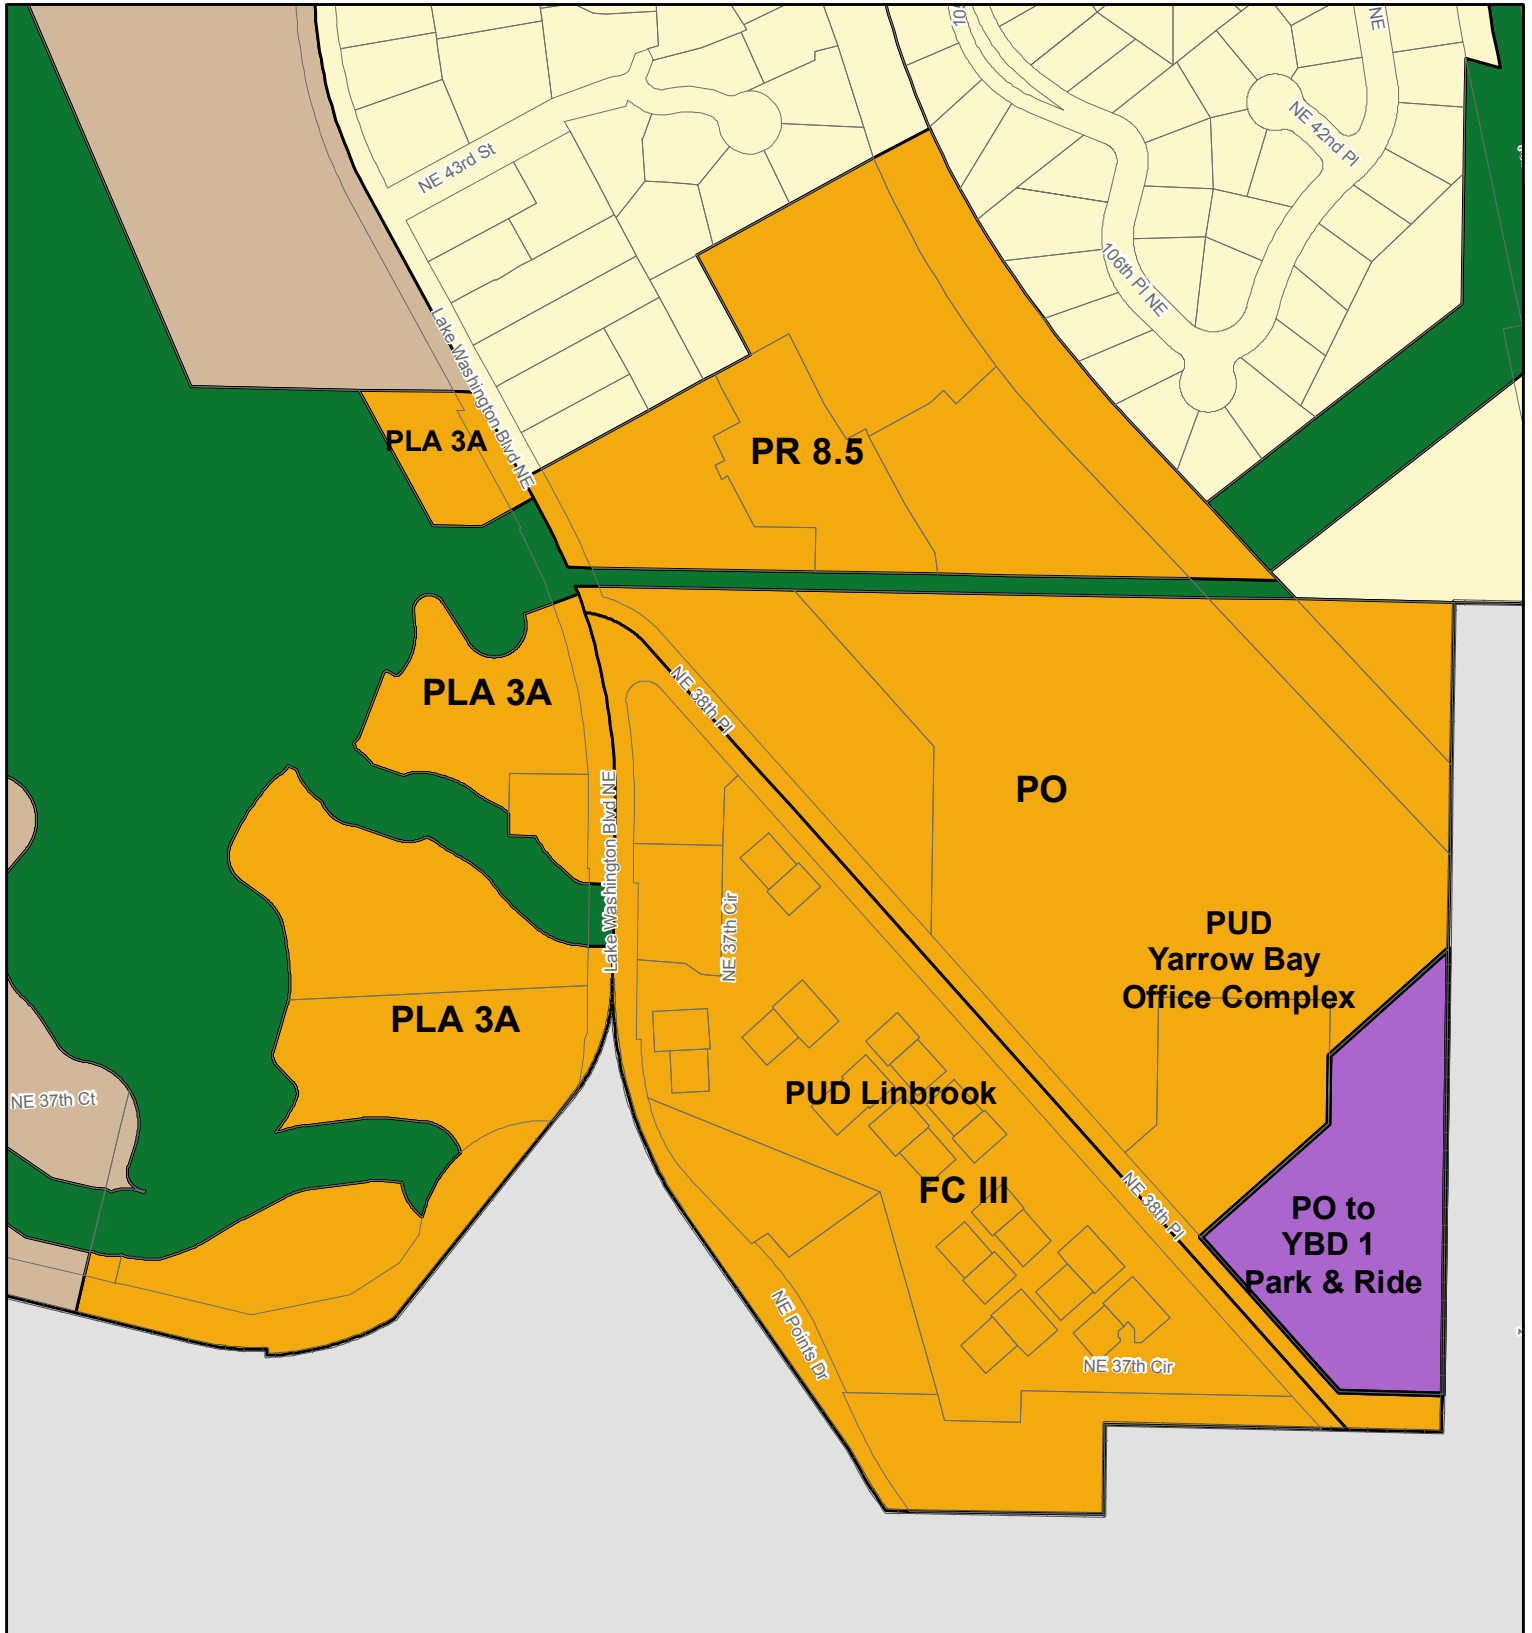 NE
NE 42nd Pl
NE 43rd St
106th Pl NE
Lake Washington Blvd NE
PLA 3A
PR 8.5
PLA 3A
NE 38th Pl
PO
Lake Washington Blvd NE
NE 37th Cir
PUD
Yarrow Bay
Office Complex
PLA 3A
NE 37th Ct
PUD Linbrook
FC III
NE 38th Pl
PO to
YBD 1
Park & Ride
NE Points Dr
NE 37th Cir